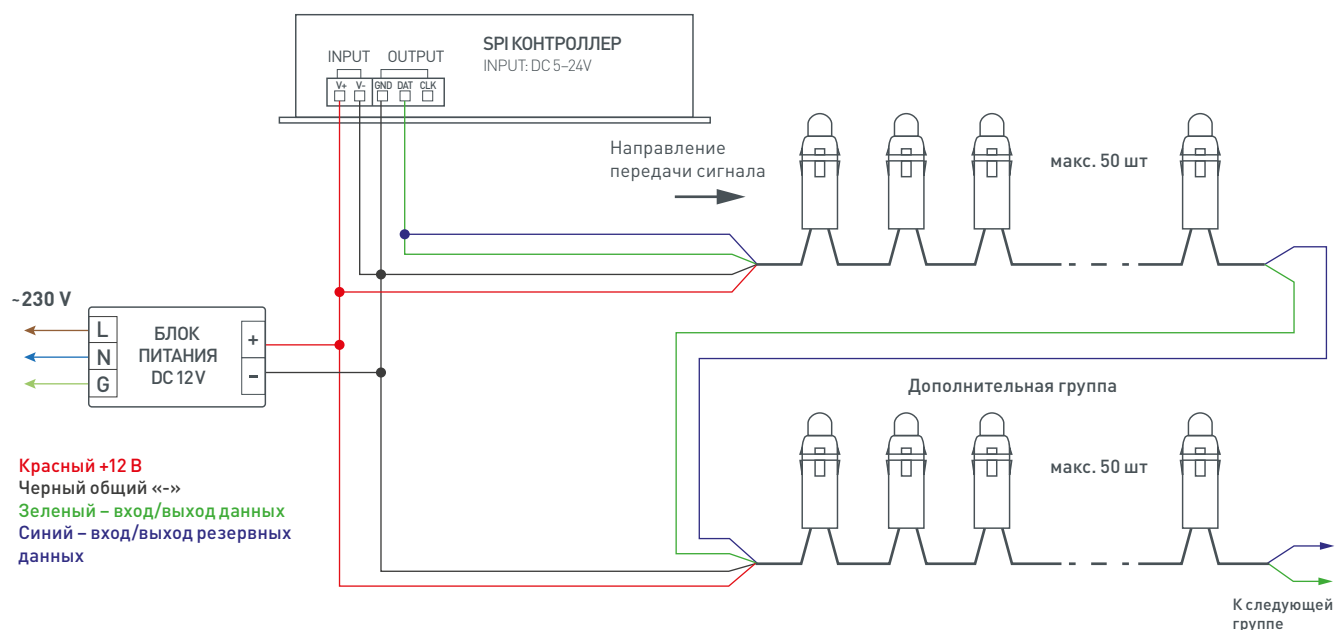 SPI КОНТРОЛЛЕР
INPUT: DC 5–24V
INPUT OUTPUT
V+ V- GND DAT CLK
Направление
передачи сигнала
макс. 50 шт
~230 V
L
N
G
БЛОК
ПИТАНИЯ
DC 12V
+
-
Дополнительная группа
макс. 50 шт
Красный +12 В
Черный общий «-»
Зеленый – вход/выход данных
Синий – вход/выход резервных
данных
К следующей
группе